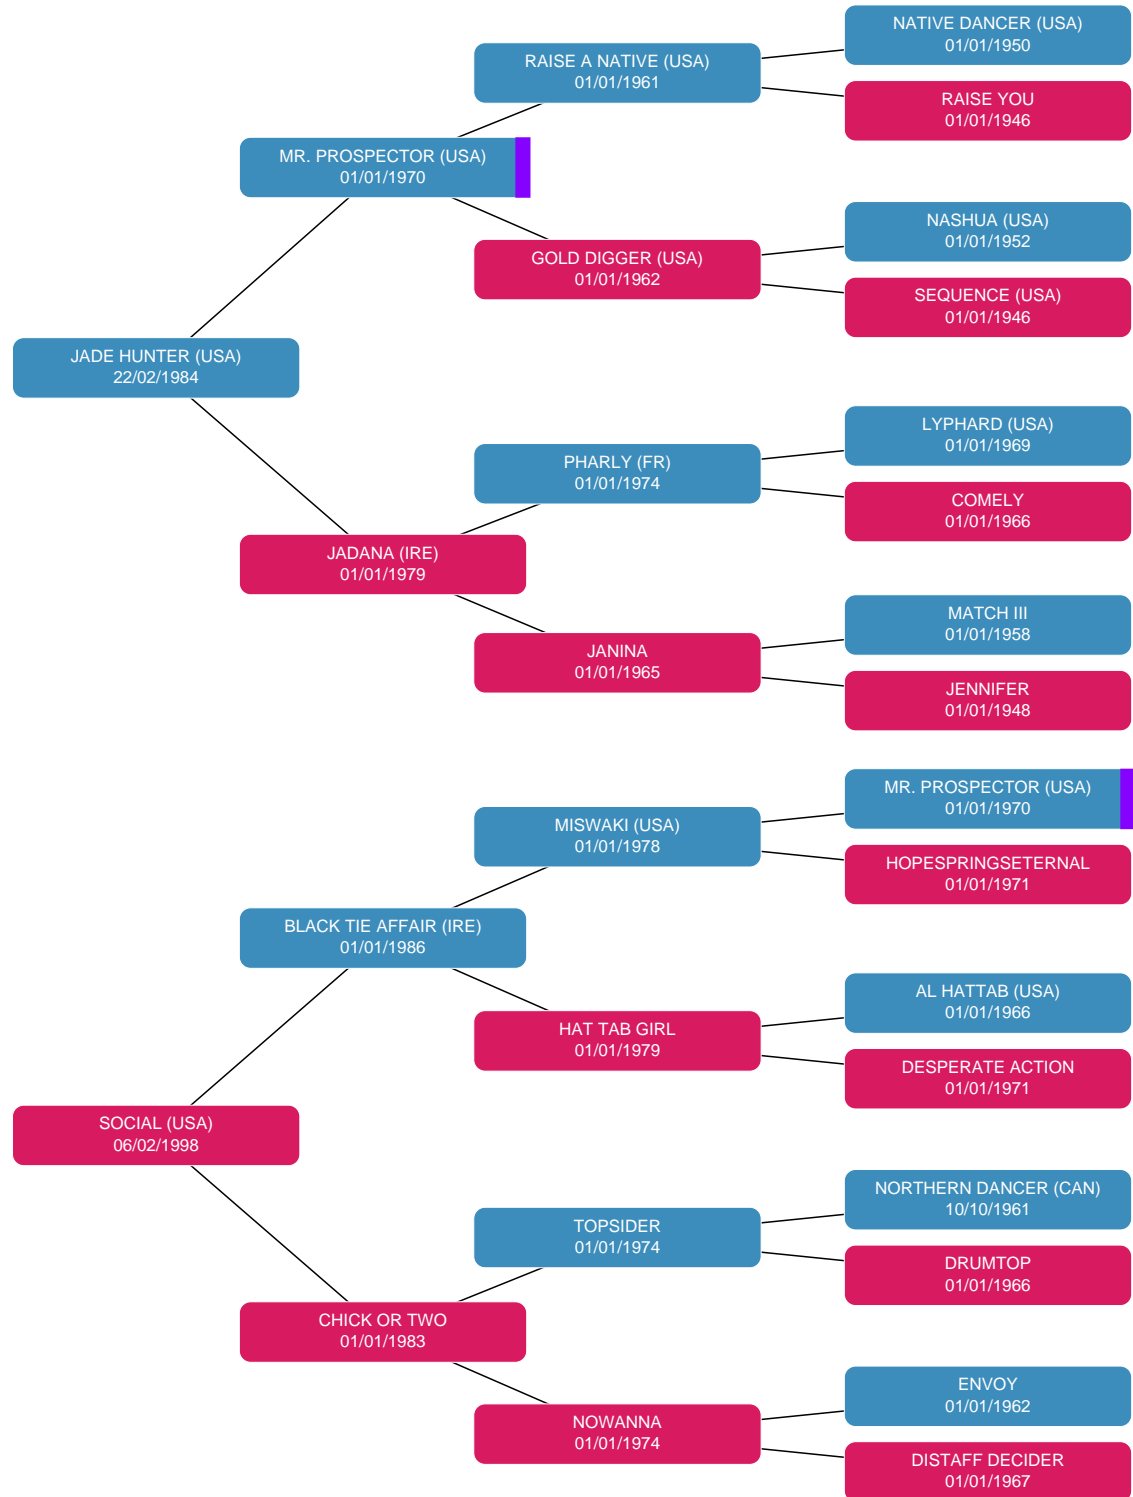 NATIVE DANCER (USA)
01/01/1950
RAISE A NATIVE (USA)
01/01/1961
RAISE YOU
01/01/1946
MR. PROSPECTOR (USA)
01/01/1970
NASHUA (USA)
01/01/1952
GOLD DIGGER (USA)
01/01/1962
SEQUENCE (USA)
01/01/1946
JADE HUNTER (USA)
22/02/1984
LYPHARD (USA)
01/01/1969
PHARLY (FR)
01/01/1974
COMELY
01/01/1966
JADANA (IRE)
01/01/1979
MATCH III
01/01/1958
JANINA
01/01/1965
JENNIFER
01/01/1948
MR. PROSPECTOR (USA)
01/01/1970
MISWAKI (USA)
01/01/1978
HOPESPRINGSETERNAL
01/01/1971
BLACK TIE AFFAIR (IRE)
01/01/1986
AL HATTAB (USA)
01/01/1966
HAT TAB GIRL
01/01/1979
DESPERATE ACTION
01/01/1971
SOCIAL (USA)
06/02/1998
NORTHERN DANCER (CAN)
10/10/1961
TOPSIDER
01/01/1974
DRUMTOP
01/01/1966
CHICK OR TWO
01/01/1983
ENVOY
01/01/1962
NOWANNA
01/01/1974
DISTAFF DECIDER
01/01/1967